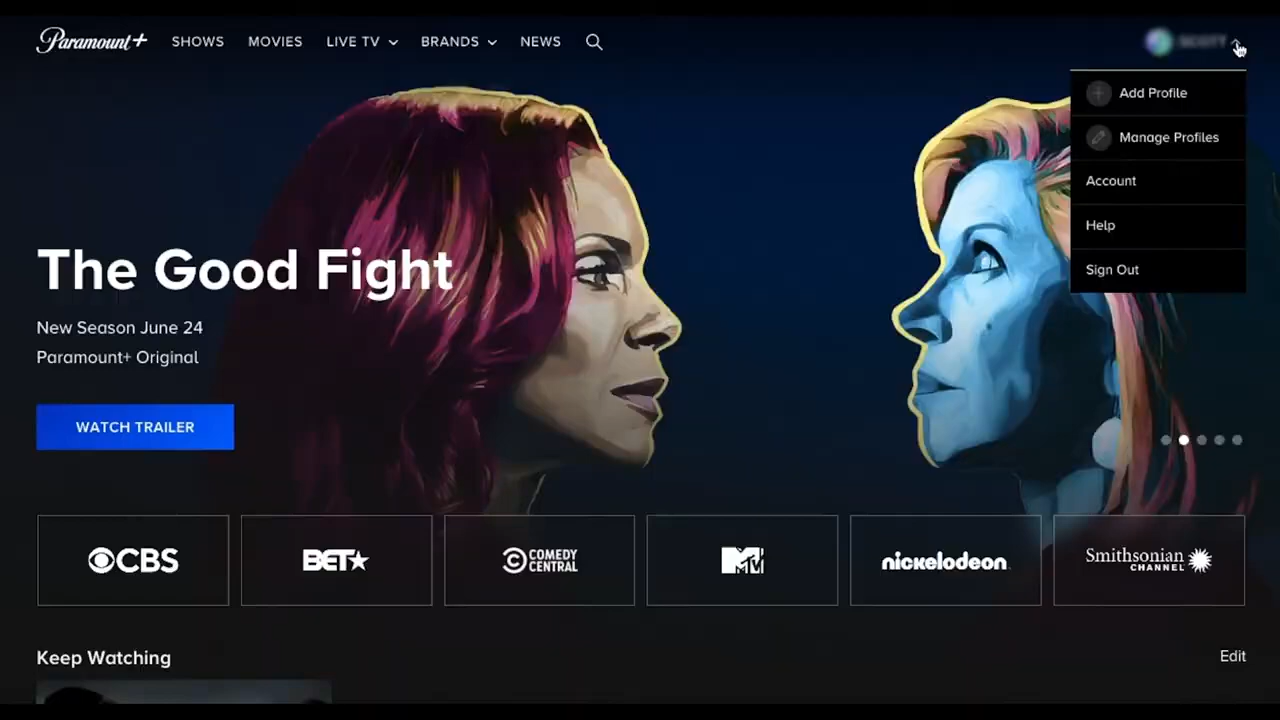 Paramount+ SHOWS MOVIES LIVE TV BRANDS NEWS
Add Profile
Manage Profiles
Account
Help
Sign Out
The Good Fight
New Season June 24
Paramount+ Original
WATCH TRAILER
CBS
BET
COMEDY
CENTRAL
MTV
nickelodeon
Smithsonian
CHANNEL
Keep Watching
Edit